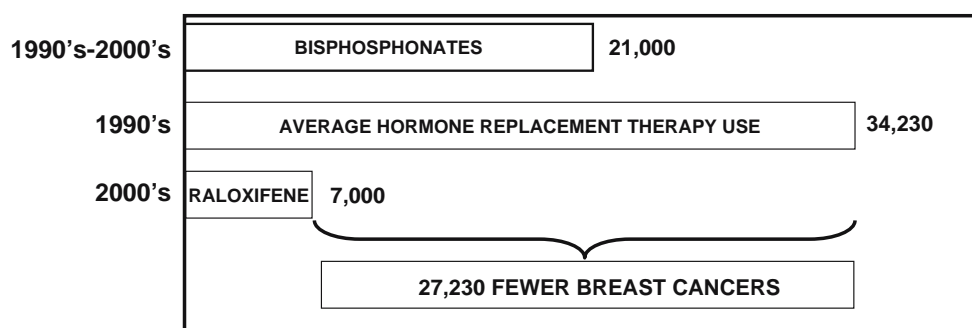 1990’s-2000’s BISPHOSPHONATES 21,000
1990’s AVERAGE HORMONE REPLACEMENT THERAPY USE 34,230
2000’s RALOXIFENE 7,000
27,230 FEWER BREAST CANCERS